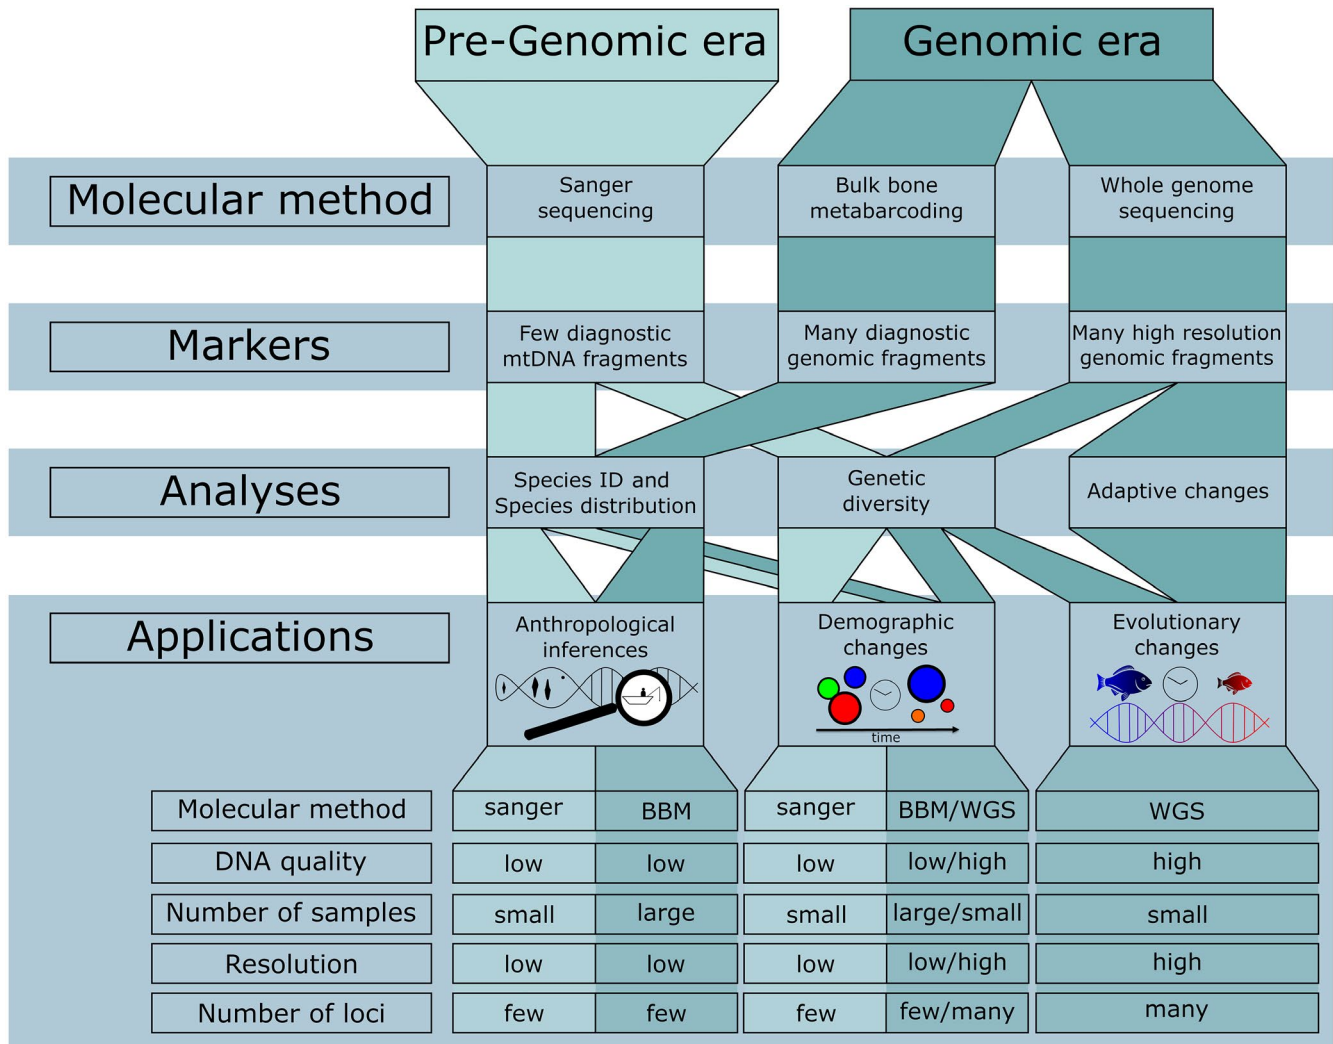 Pre-Genomic era
Genomic era
Molecular method
Sanger
sequencing
Bulk bone
metabarcoding
Whole genome
sequencing
Markers
Few diagnostic
mtDNA fragments
Many diagnostic
genomic fragments
Many high resolution
genomic fragments
Analyses
Species ID and
Species distribution
Genetic
diversity
Adaptive changes
Applications
Anthropological
inferences
Demographic
changes
time
Evolutionary
changes
Molecular method
sanger
BBM
sanger
BBM/WGS
WGS
DNA quality
low
low
low
low/high
high
Number of samples
small
large
small
large/small
small
Resolution
low
low
low
low/high
high
Number of loci
few
few
few
few/many
many